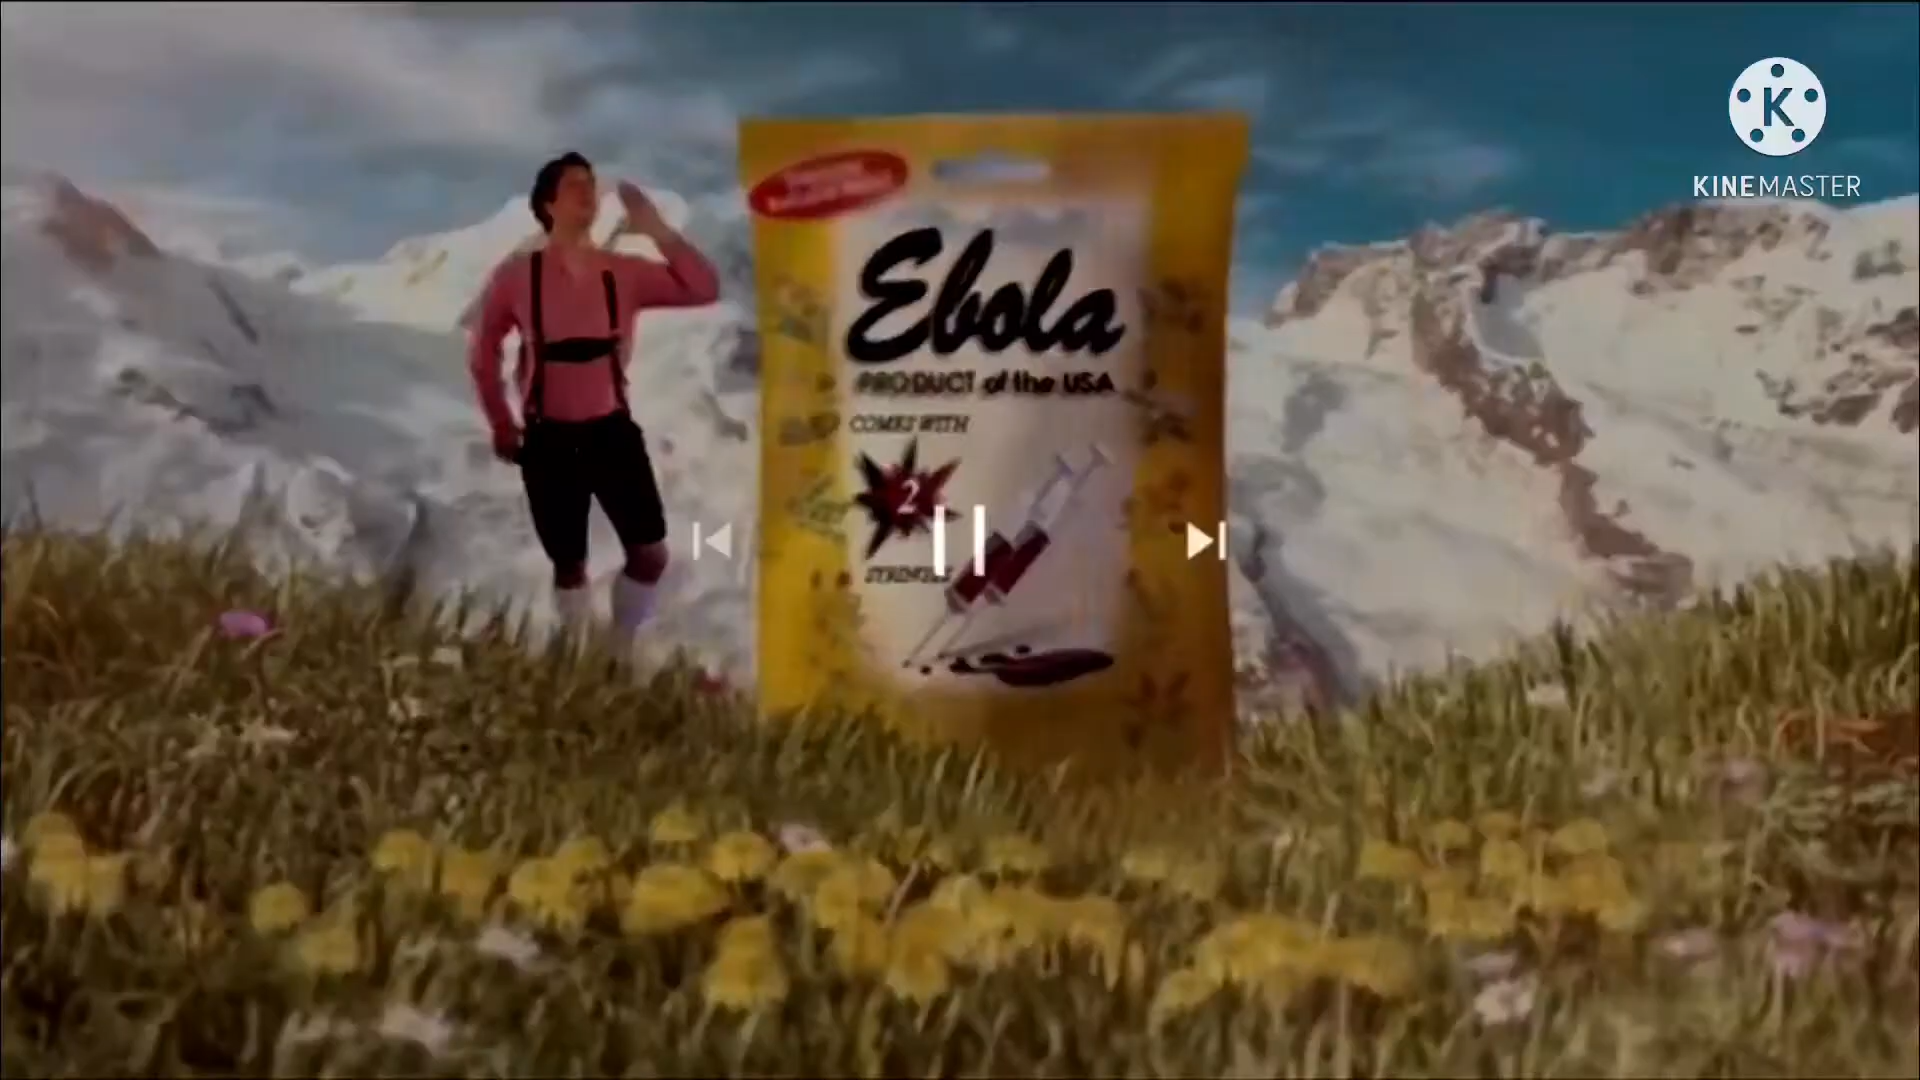 K
KINEMASTER
Ebola
PRODUCT of the USA
COMES WITH
2
SYRINGES